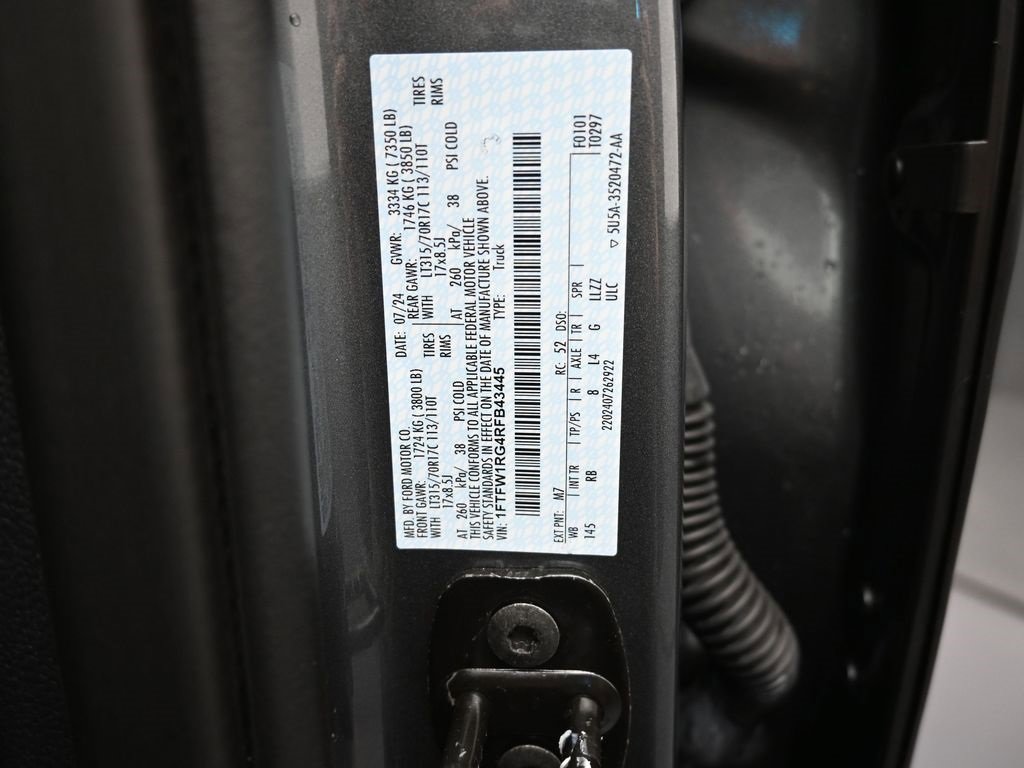 MFD. BY FORD MOTOR CO.
DATE: 07/24 GVWR: 3334 KG ( 7350 LB)
FRONT GAWR: 1724 KG ( 3800 LB) REAR GAWR: 1746 KG ( 3850 LB)
WITH LT315/70R17C 113/110T TIRES WITH LT315/70R17C 113/110T TIRES
17x8.5J RIMS 17x8.5J RIMS
AT 260 kPa/ 38 PSI COLD AT 260 kPa/ 38 PSI COLD
THIS VEHICLE CONFORMS TO ALL APPLICABLE FEDERAL MOTOR VEHICLE
SAFETY STANDARDS IN EFFECT ON THE DATE OF MANUFACTURE SHOWN ABOVE.
VIN: 1FTFW1RG4RFB43445 TYPE: Truck
EXT PNT: M7 RC: 52 DSO: F0101
WB INT TR TP/PS R AXLE TR SPR T0297
145 RB 8 L4 G LLZZ
2202407262922 ULC ▽ 5U5A-3520472-AA